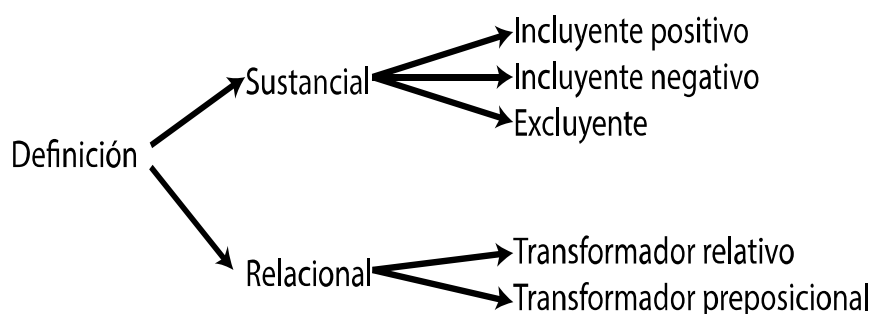 Incluyente positivo
Sustancial
Incluyente negativo
Excluyente
Definición
Transformador relativo
Relacional
Transformador preposicional